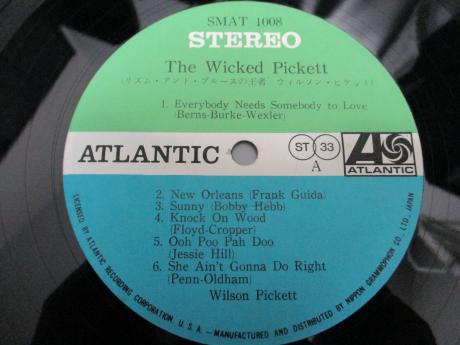 SMAT 1008
STEREO
The Wicked Pickett
(リズム・アンド・ブルースの王者 ウィルソン・ピケット)
1. Everybody Needs Somebody to Love
(Berns-Burke-Wexler)
ATLANTIC
ST 33
A
ATLANTIC
2. New Orleans (Frank Guida)
3. Sunny (Bobby Hebb)
4. Knock On Wood
(Floyd-Cropper)
5. Ooh Poo Pah Doo
(Jessie Hill)
6. She Ain't Gonna Do Right
(Penn-Oldham)
Wilson Pickett
(LICENSED BY ATLANTIC RECORDING CORPORATION, U.S.A.-MANUFACTURED AND DISTRIBUTED BY NIPPON GRAMMOPHON CO., LTD., JAPAN)